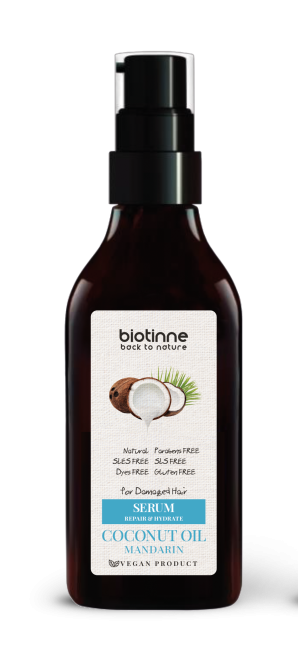 biotinne
back to nature
Natural Parabens FREE
SLES FREE SLS FREE
Dyes FREE Gluten FREE
for Damaged Hair
SERUM
REPAIR & HYDRATE
COCONUT OIL
MANDARIN
VEGAN PRODUCT